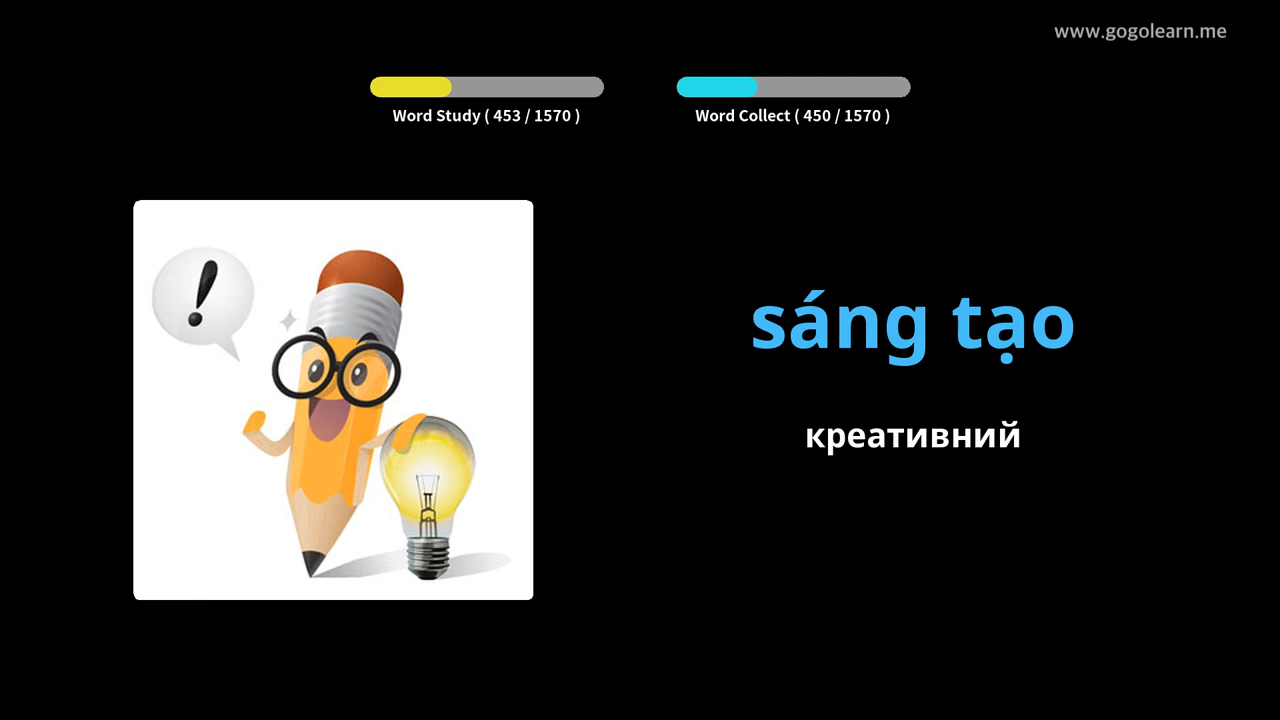 www.gogolearn.me
Word Study ( 453 / 1570 )
Word Collect ( 450 / 1570 )
!
sáng tạo
креативний